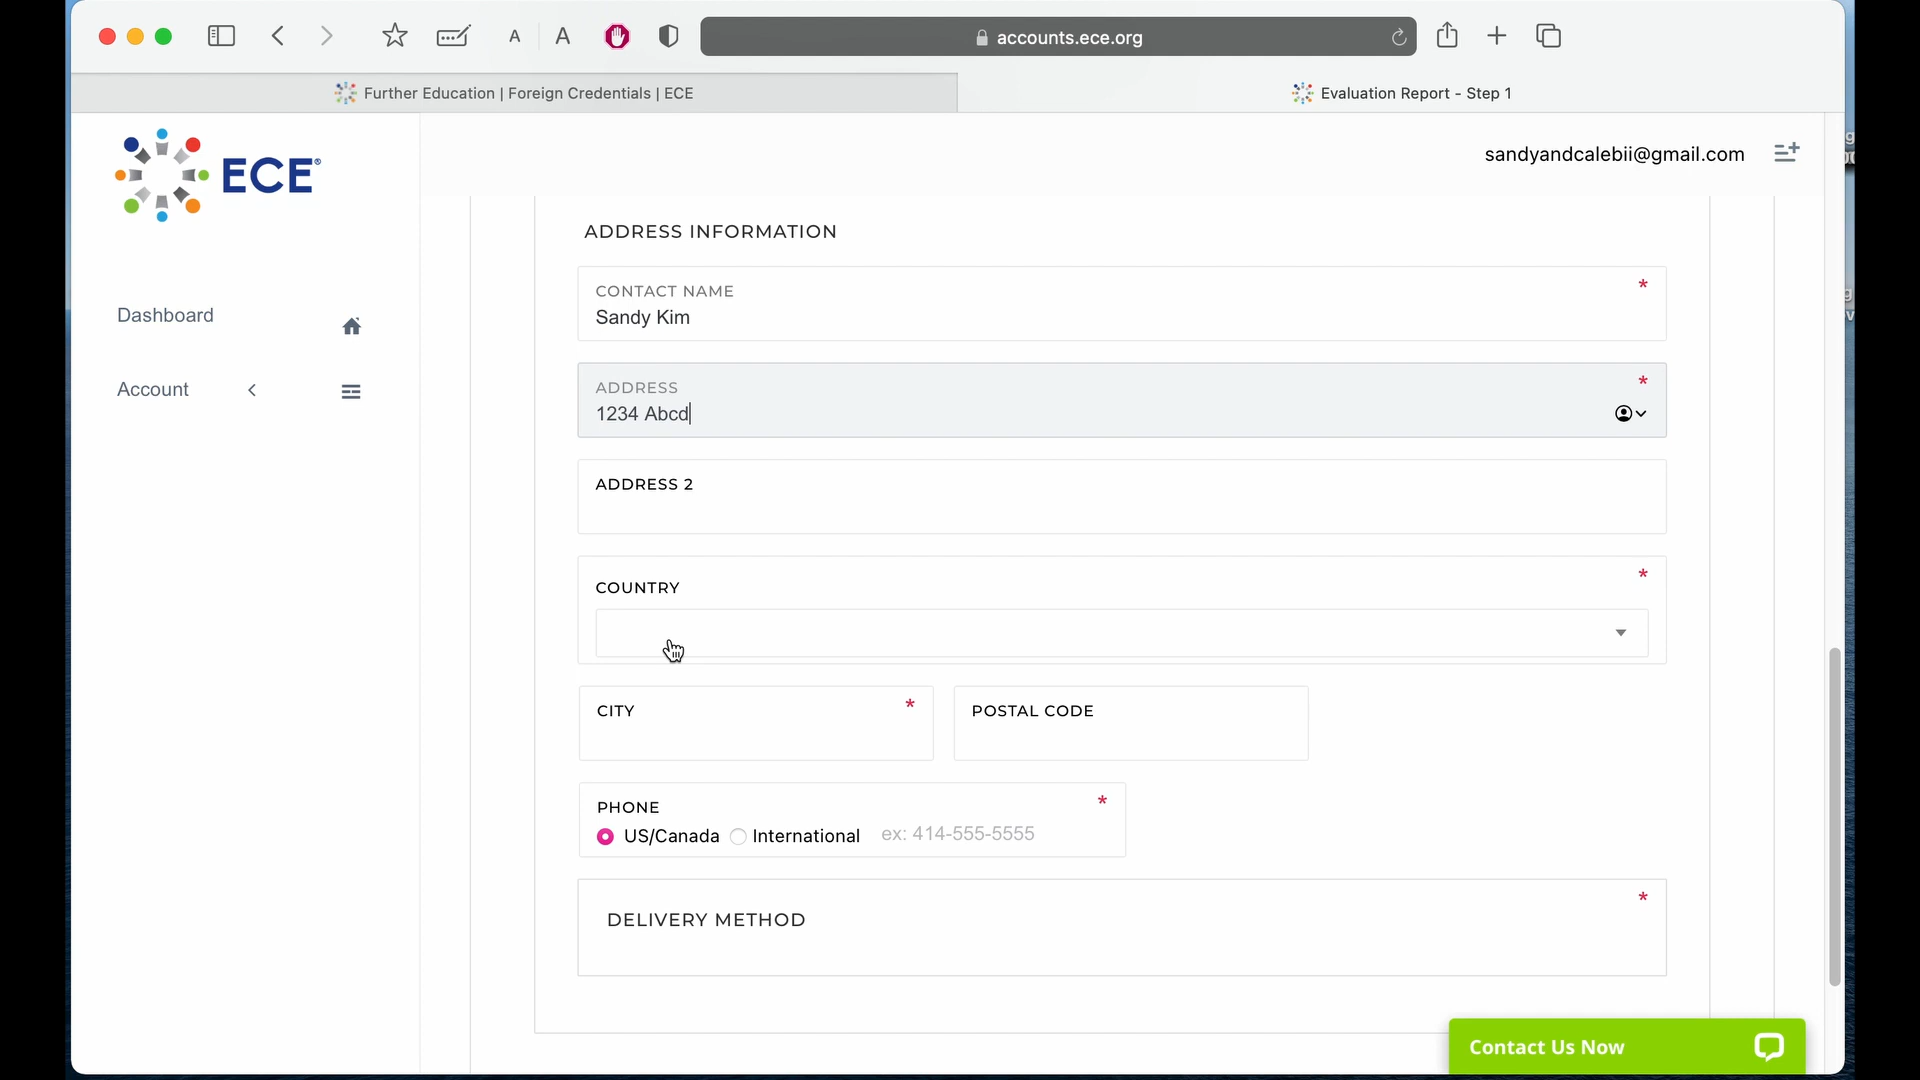 A A
accounts.ece.org
Further Education | Foreign Credentials | ECE
Evaluation Report - Step 1
ECE®
sandyandcalebii@gmail.com
Dashboard
Account
ADDRESS INFORMATION
CONTACT NAME *
Sandy Kim
ADDRESS *
1234 Abcd
ADDRESS 2
COUNTRY *
CITY * POSTAL CODE
PHONE *
US/Canada International ex: 414-555-5555
DELIVERY METHOD *
Contact Us Now